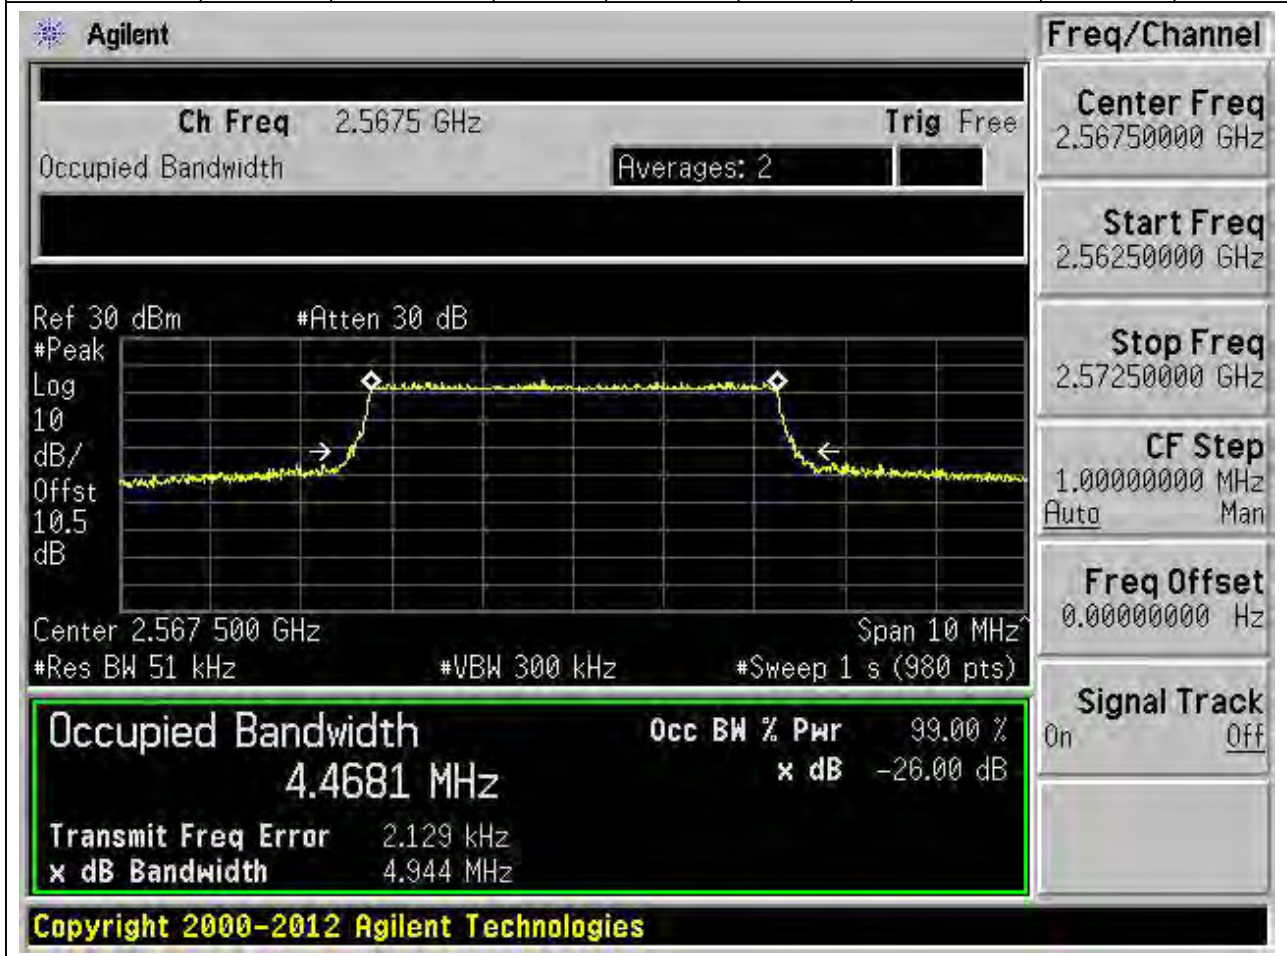 Agilent
Freq/Channel
Ch Freq 2.5675 GHz Trig Free
Occupied Bandwidth Averages: 2
Center Freq
2.56750000 GHz
Start Freq
2.56250000 GHz
Stop Freq
2.57250000 GHz
CF Step
1.00000000 MHz
Auto Man
Freq Offset
0.00000000 Hz
Signal Track
On Off
Ref 30 dBm #Atten 30 dB
#Peak
Log
10
dB/
Offst
10.5
dB
Center 2.567 500 GHz Span 10 MHz^
#Res BW 51 kHz #VBW 300 kHz #Sweep 1 s (980 pts)
Occupied Bandwidth Occ BW % Pwr 99.00 %
4.4681 MHz x dB -26.00 dB
Transmit Freq Error 2.129 kHz
x dB Bandwidth 4.944 MHz
Copyright 2000-2012 Agilent Technologies